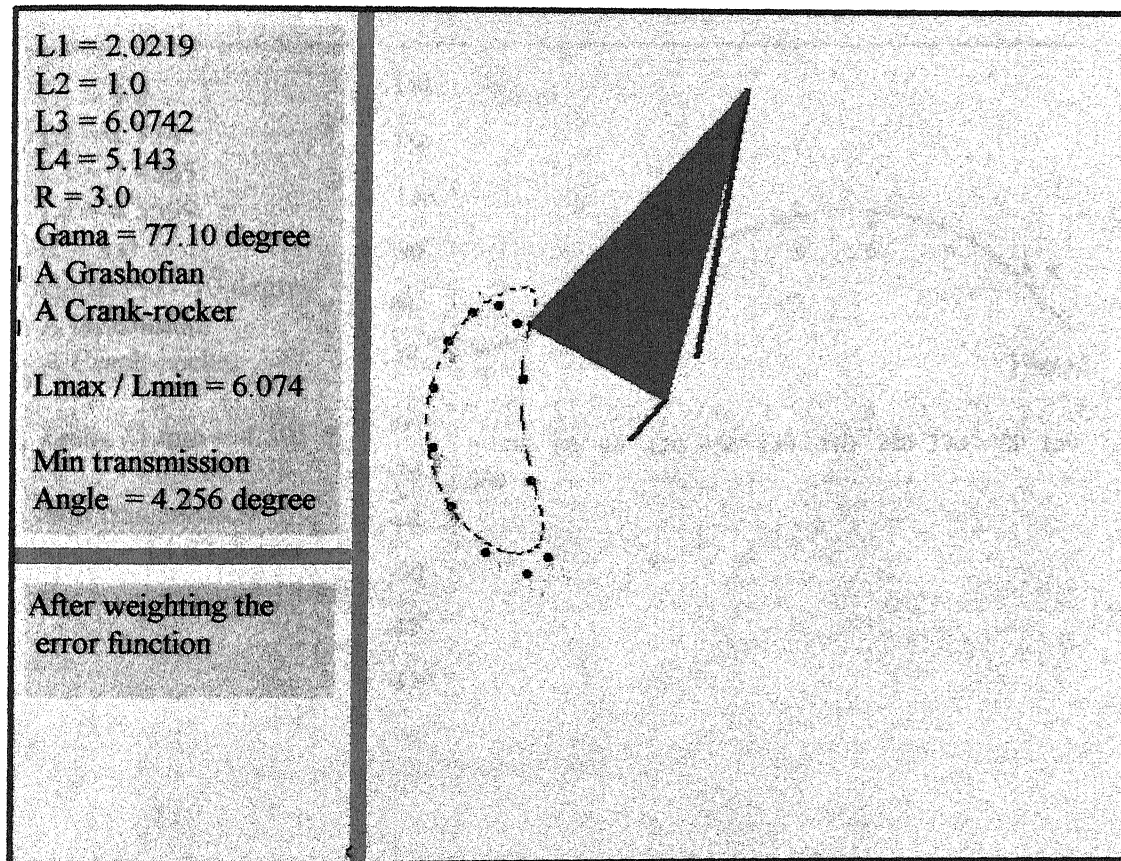 L1 = 2.0219
L2 = 1.0
L3 = 6.0742
L4 = 5.143
R = 3.0
Gama = 77.10 degree
A Grashofian
A Crank-rocker
Lmax / Lmin = 6.074
Min transmission
Angle = 4.256 degree
After weighting the
error function